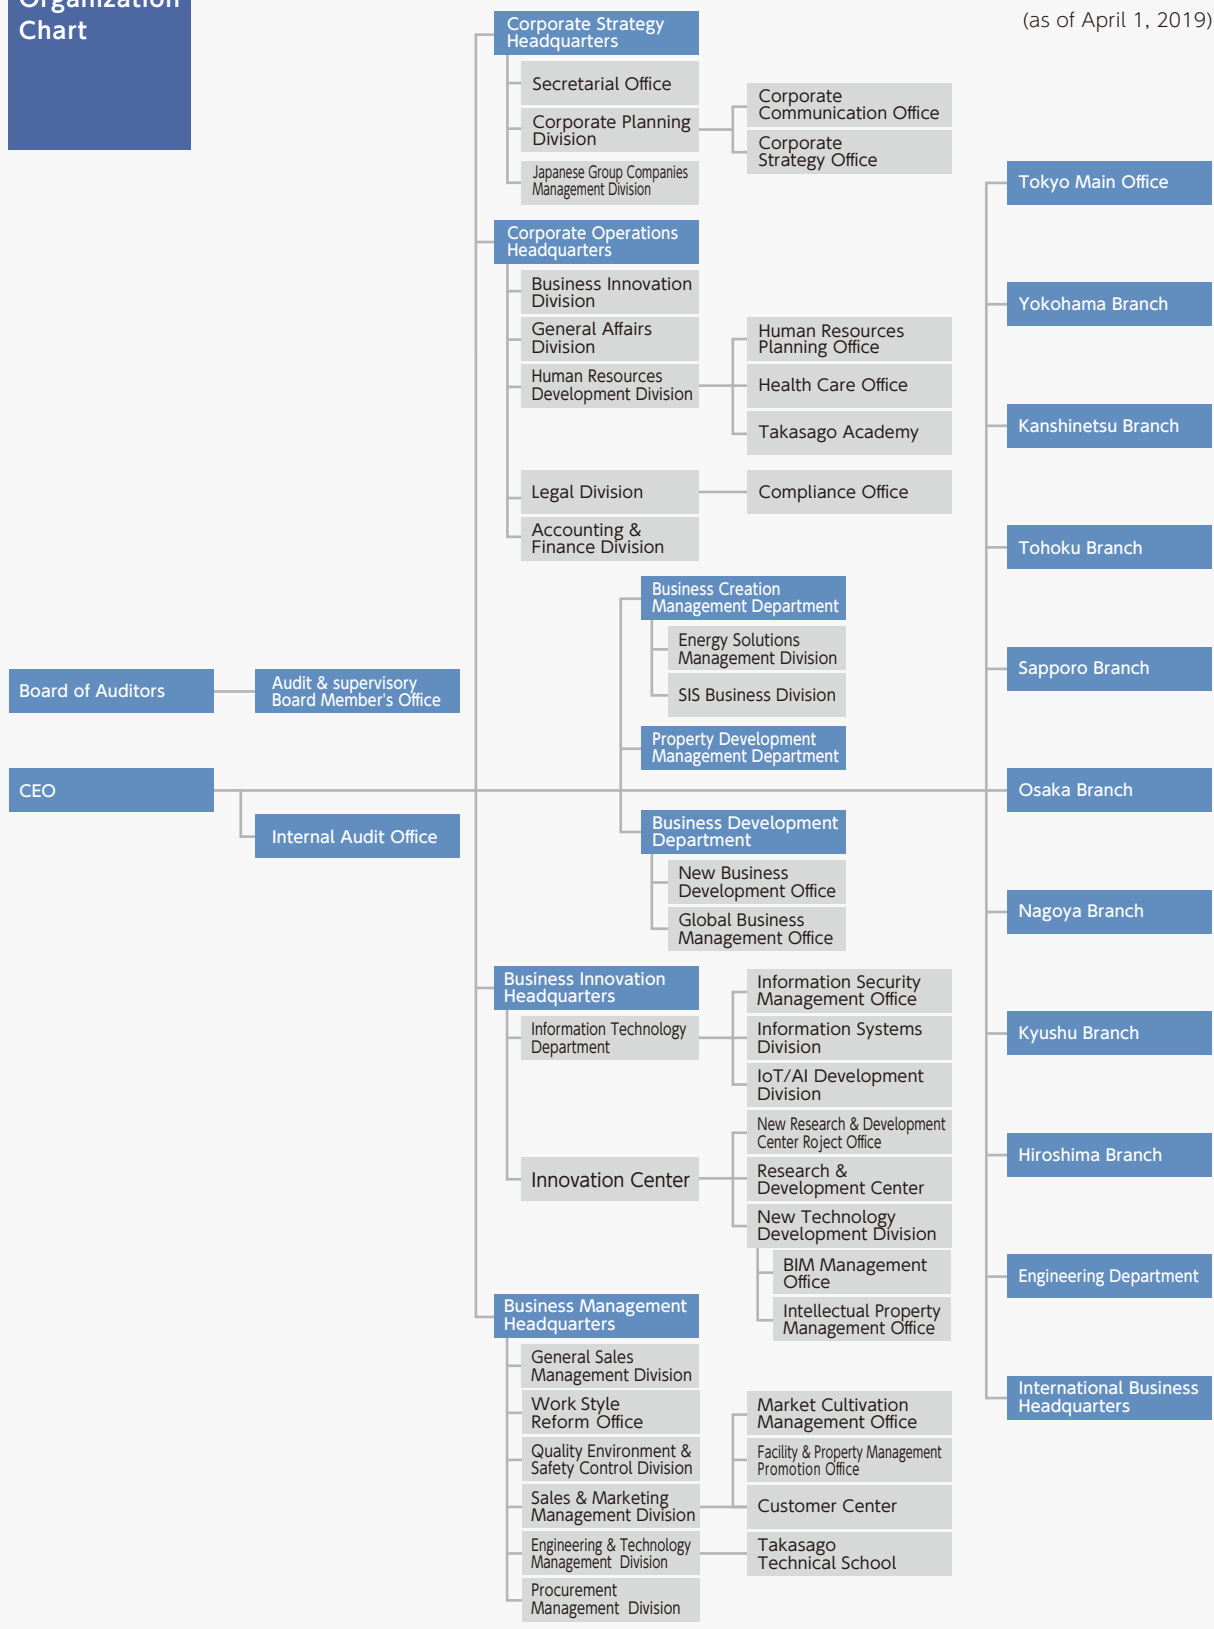 Organization
Chart
(as of April 1, 2019)
Corporate Strategy
Headquarters
Secretarial Office
Corporate Planning
Division
Japanese Group Companies
Management Division
Corporate
Communication Office
Corporate
Strategy Office
Corporate Operations
Headquarters
Business Innovation
Division
General Affairs
Division
Human Resources
Development Division
Human Resources
Planning Office
Health Care Office
Takasago Academy
Legal Division
Compliance Office
Accounting &
Finance Division
Business Creation
Management Department
Energy Solutions
Management Division
SIS Business Division
Board of Auditors
Audit & supervisory
Board Member's Office
Property Development
Management Department
CEO
Internal Audit Office
Business Development
Department
New Business
Development Office
Global Business
Management Office
Business Innovation
Headquarters
Information Technology
Department
Information Security
Management Office
Information Systems
Division
IoT/AI Development
Division
Innovation Center
New Research & Development
Center Roject Office
Research &
Development Center
New Technology
Development Division
BIM Management
Office
Intellectual Property
Management Office
Business Management
Headquarters
General Sales
Management Division
Work Style
Reform Office
Quality Environment &
Safety Control Division
Sales & Marketing
Management Division
Market Cultivation
Management Office
Facility & Property Management
Promotion Office
Customer Center
Engineering & Technology
Management Division
Takasago
Technical School
Procurement
Management Division
Tokyo Main Office
Yokohama Branch
Kanshinetsu Branch
Tohoku Branch
Sapporo Branch
Osaka Branch
Nagoya Branch
Kyushu Branch
Hiroshima Branch
Engineering Department
International Business
Headquarters